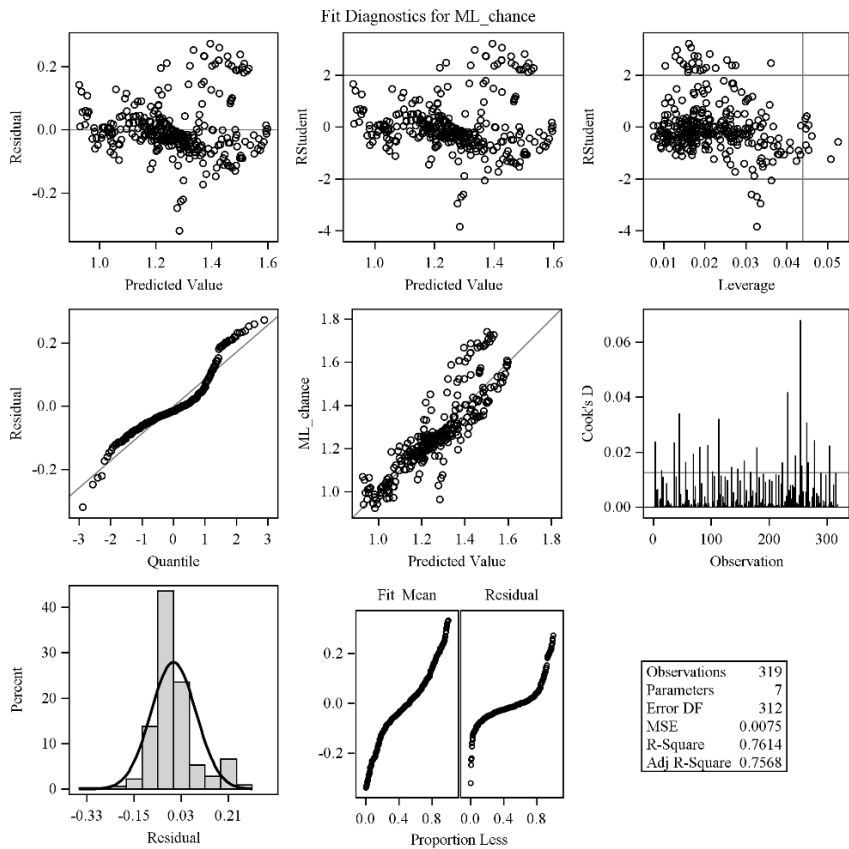 Fit Diagnostics for ML_chance
Residual
0.2
0.0
-0.2
1.0 1.2 1.4 1.6
Predicted Value
RStudent
2
0
-2
-4
1.0 1.2 1.4 1.6
Predicted Value
RStudent
2
0
-2
-4
0.01 0.02 0.03 0.04 0.05
Leverage
Residual
0.2
0.0
-0.2
-3 -2 -1 0 1 2 3
Quantile
ML_chance
1.8
1.6
1.4
1.2
1.0
1.0 1.2 1.4 1.6 1.8
Predicted Value
Cook's D
0.06
0.04
0.02
0.00
0 100 200 300
Observation
Percent
40
30
20
10
0
-0.33 -0.15 0.03 0.21
Residual
Fit Mean Residual
0.2
0.0
-0.2
0.0 0.4 0.8 0.0 0.4 0.8
Proportion Less
Observations 319
Parameters 7
Error DF 312
MSE 0.0075
R-Square 0.7614
Adj R-Square 0.7568